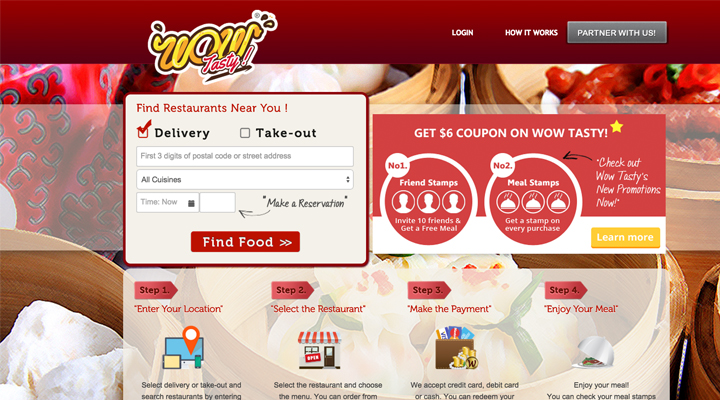 WOW
Tasty!
LOGIN
HOW IT WORKS
PARTNER WITH US!
Find Restaurants Near You !
Delivery
Take-out
First 3 digits of postal code or street address
All Cuisines
Time: Now
"Make a Reservation"
Find Food >>
GET $6 COUPON ON WOW TASTY!
No1.
Friend Stamps
Invite 10 friends &
Get a Free Meal
No2.
Meal Stamps
Get a stamp on
every purchase
"Check out
Wow Tasty's
New Promotions
Now!"
Learn more
Step 1.
"Enter Your Location"
Select delivery or take-out and
search restaurants by entering
Step 2.
"Select the Restaurant"
OPEN
Select the restaurant and choose
the menu. You can order from
Step 3.
"Make the Payment"
W
We accept credit card, debit card
or cash. You can redeem your
Step 4.
"Enjoy Your Meal"
Enjoy your meal!
You can check your meal stamps